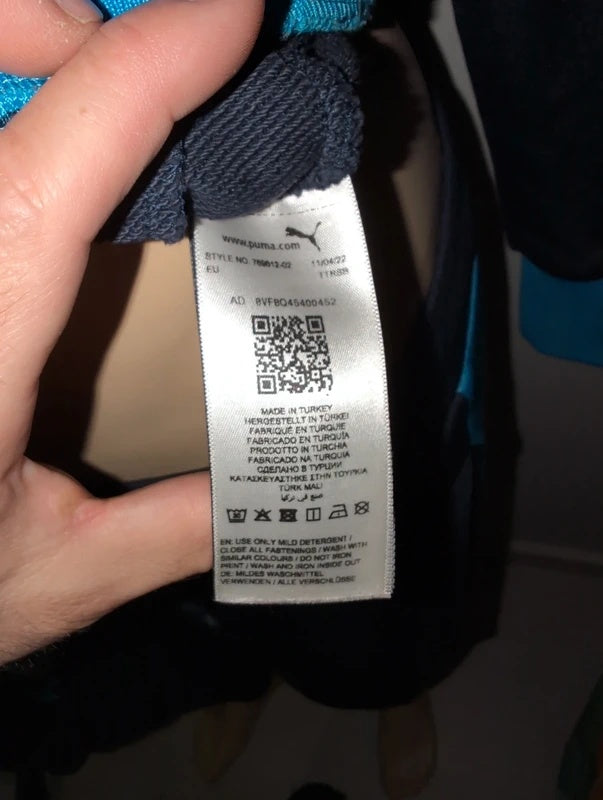 www.puma.com
STYLE NO. 769612-02 11/04/22
EU TTRSB
AD 8VFBQ45400452
MADE IN TURKEY
HERGESTELLT IN TÜRKEI
FABRIQUÉ EN TURQUIE
FABRICADO EN TURQUÍA
PRODOTTO IN TURCHIA
FABRICADO NA TURQUIA
СДЕЛАНО В ТУРЦИИ
ΚΑΤΑΣΚΕΥΑΣΤΗΚΕ ΣΤΗΝ ΤΟΥΡΚΙΑ
TÜRK MALI
صنع في تركيا
EN: USE ONLY MILD DETERGENT /
CLOSE ALL FASTENINGS / WASH WITH
SIMILAR COLOURS / DO NOT IRON
PRINT / WASH AND IRON INSIDE OUT
DE: MILDES WASCHMITTEL
VERWENDEN / ALLE VERSCHLÜSSE